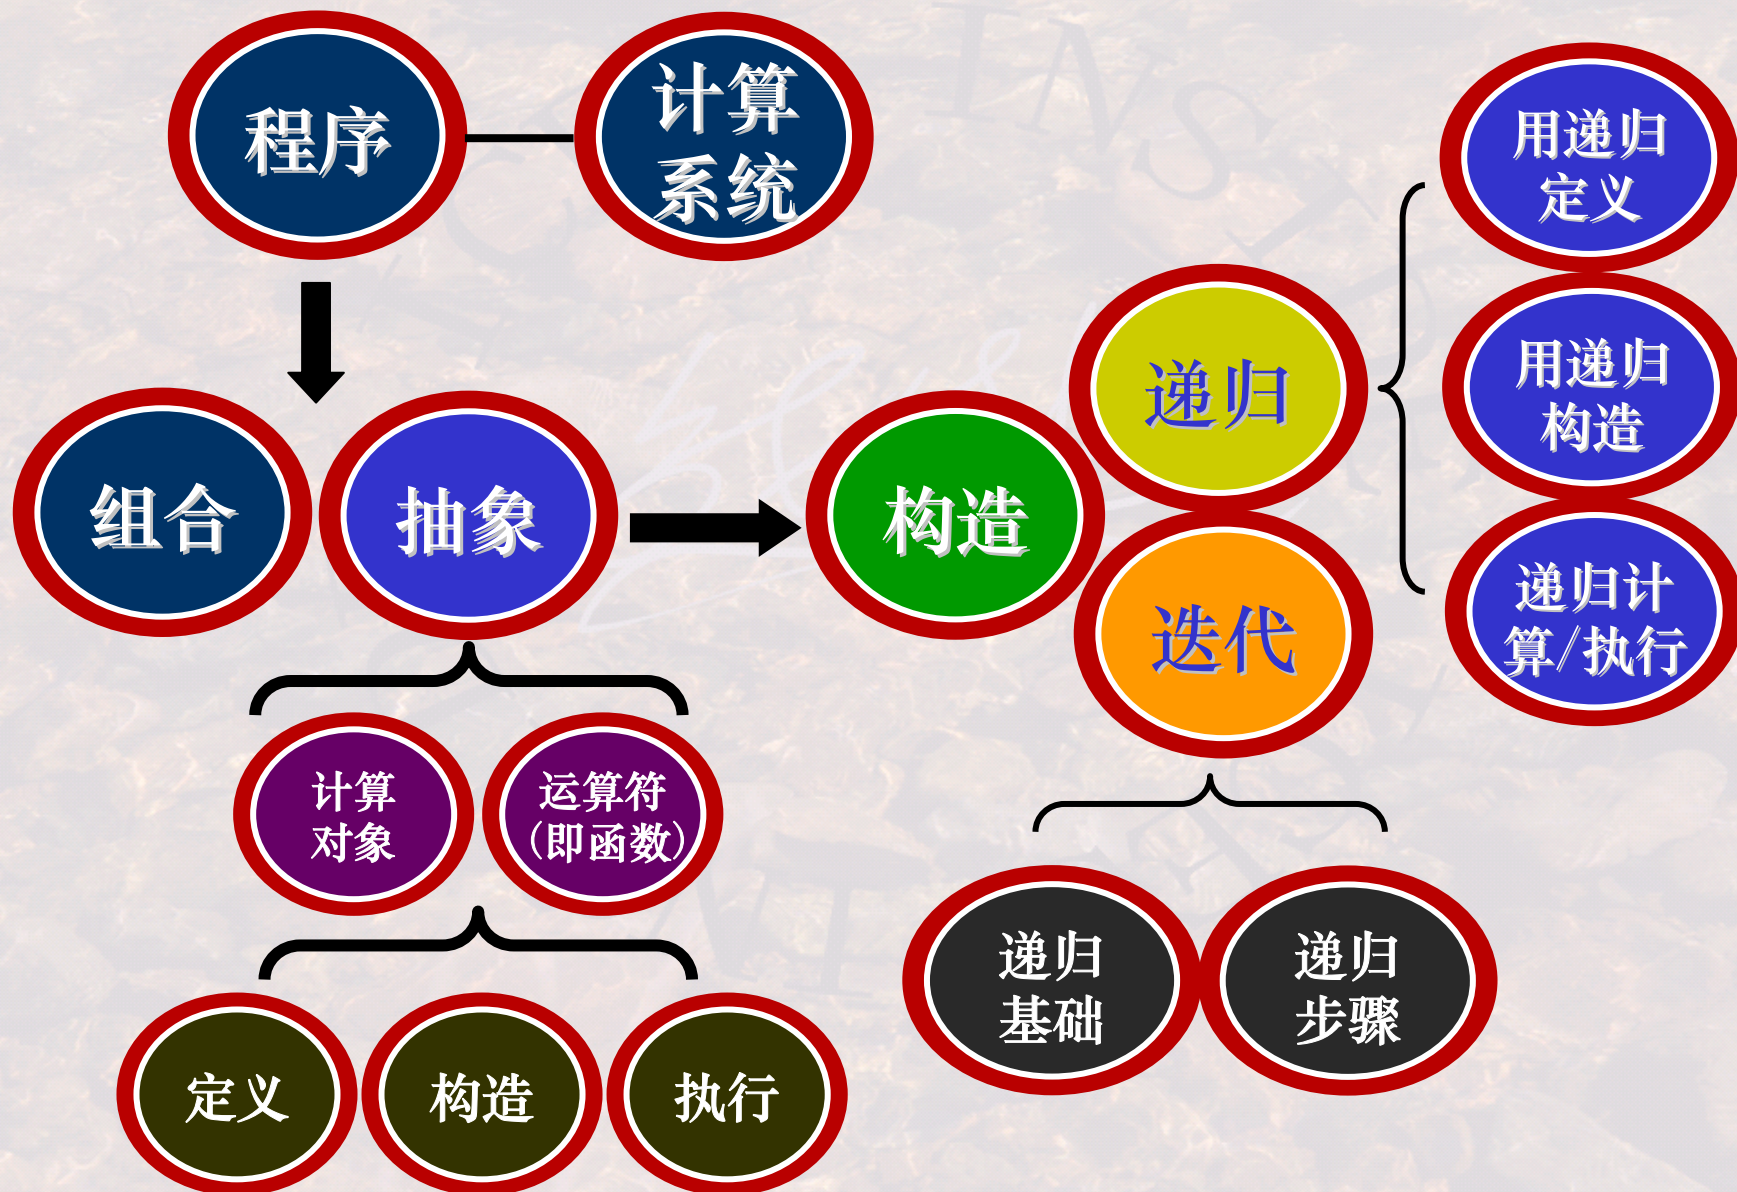 程序
计算
系统
用递归
定义
用递归
构造
递归计
算/执行
组合
抽象
构造
递归
迭代
计算
对象
运算符
(即函数)
定义
构造
执行
递归
基础
递归
步骤